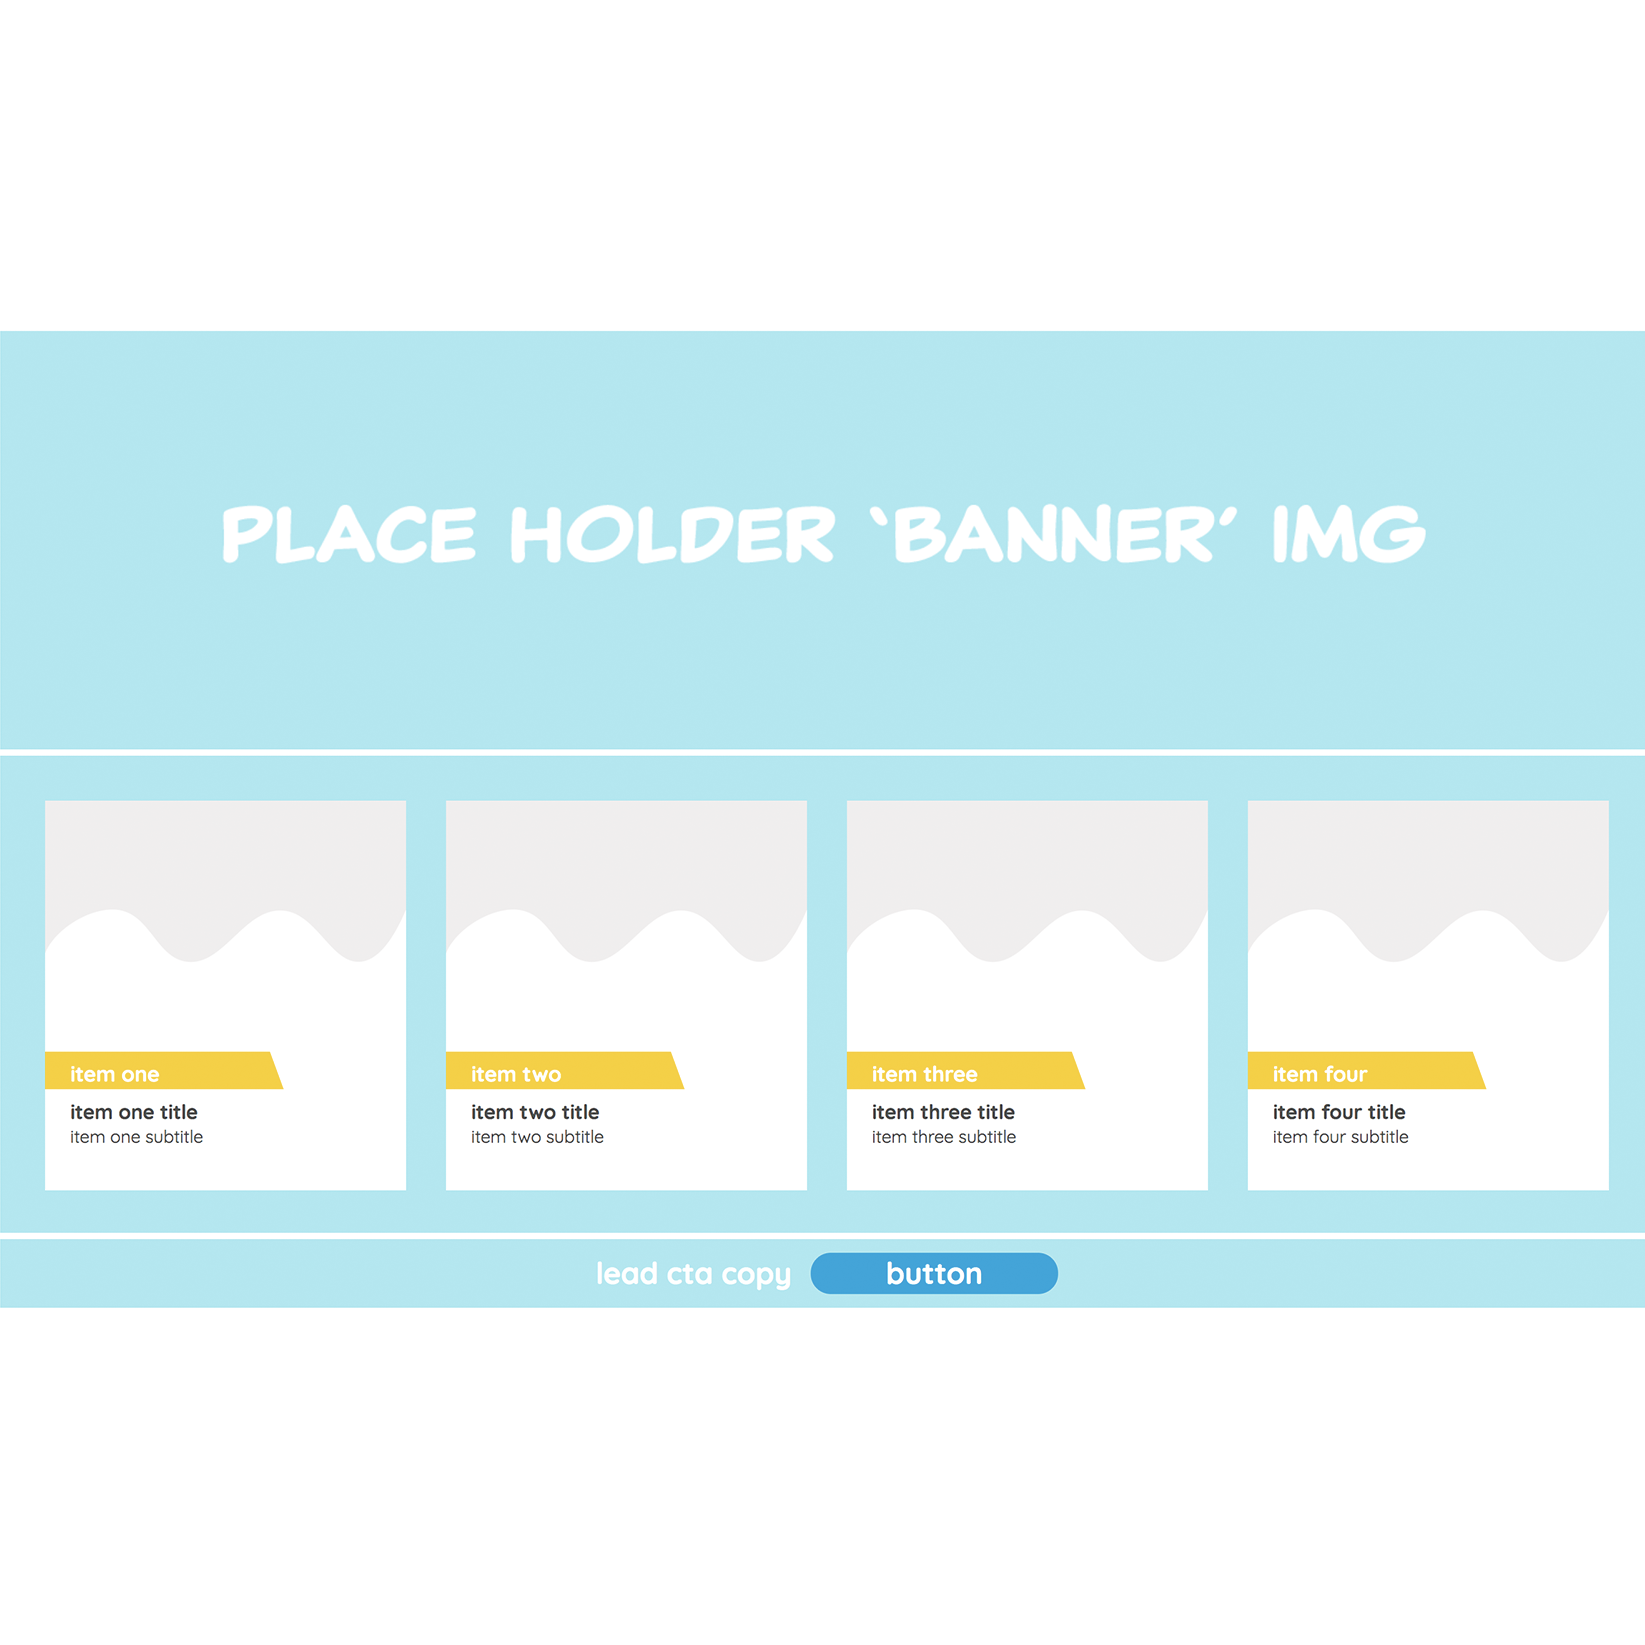 PLACE HOLDER ‘BANNER’ IMG
item one
item one title
item one subtitle
item two
item two title
item two subtitle
item three
item three title
item three subtitle
item four
item four title
item four subtitle
lead cta copy
button